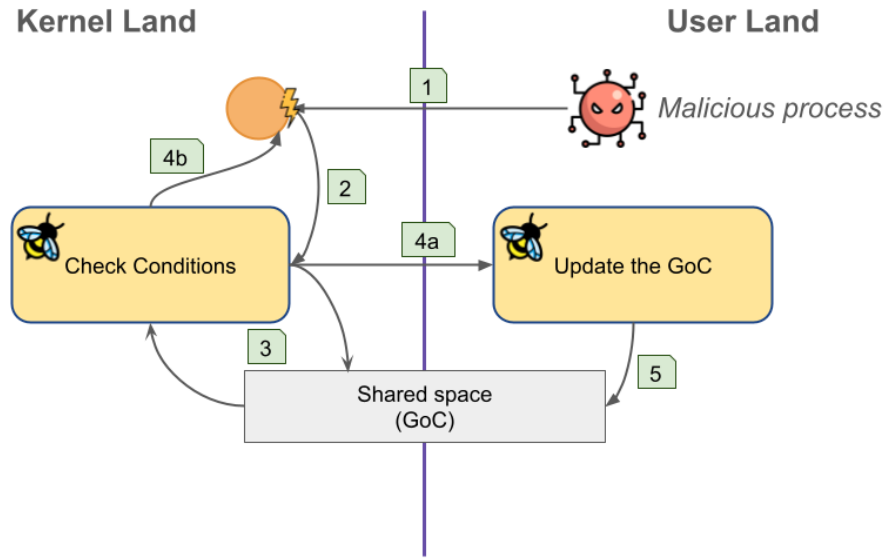 Kernel Land
User Land
1
Malicious process
4b
2
4a
Check Conditions
Update the GoC
3
5
Shared space
(GoC)